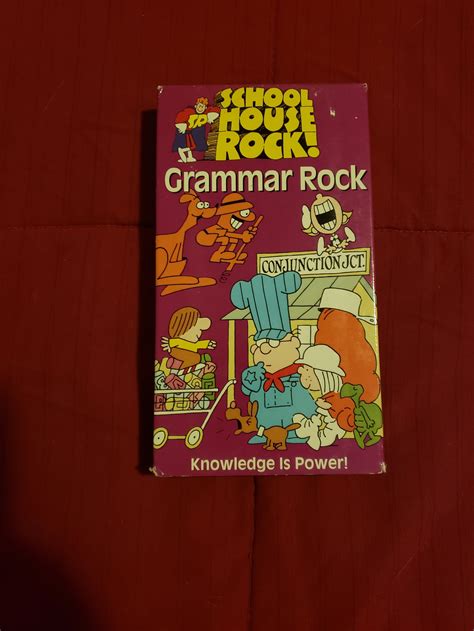 SCHOOL
HOUSE
ROCK!
Grammar Rock
CONJUNCTION JCT.
Knowledge Is Power!